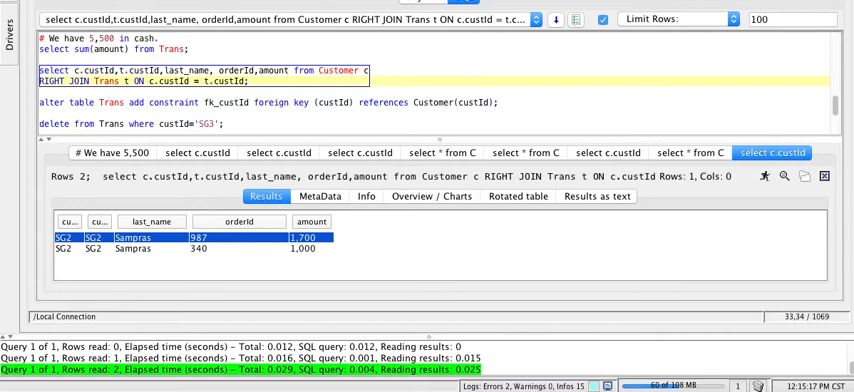 Drivers
select c.custId,t.custId,last_name, orderId,amount from Customer c RIGHT JOIN Trans t ON c.custId = t.c... Limit Rows: 100
# We have 5,500 in cash.
select sum(amount) from Trans;
select c.custId,t.custId,last_name, orderId,amount from Customer c
RIGHT JOIN Trans t ON c.custId = t.custId;
alter table Trans add constraint fk_custId foreign key (custId) references Customer(custId);
delete from Trans where custId='SG3';
# We have 5,500 select c.custId select c.custId select c.custId select * from C select * from C select c.custId select * from C select c.custId
Rows 2; select c.custId,t.custId,last_name, orderId,amount from Customer c RIGHT JOIN Trans t ON c.custId Rows: 1, Cols: 0
Results MetaData Info Overview / Charts Rotated table Results as text
cu... cu... last_name orderId amount
SG2 SG2 Sampras 987 1,700
SG2 SG2 Sampras 340 1,000
/Local Connection 33,34 / 1069
Query 1 of 1, Rows read: 0, Elapsed time (seconds) - Total: 0.012, SQL query: 0.012, Reading results: 0
Query 1 of 1, Rows read: 1, Elapsed time (seconds) - Total: 0.016, SQL query: 0.001, Reading results: 0.015
Query 1 of 1, Rows read: 2, Elapsed time (seconds) - Total: 0.029, SQL query: 0.004, Reading results: 0.025
Logs: Errors 2, Warnings 0, Infos 15 60 of 108 MB 1 12:15:17 PM CST